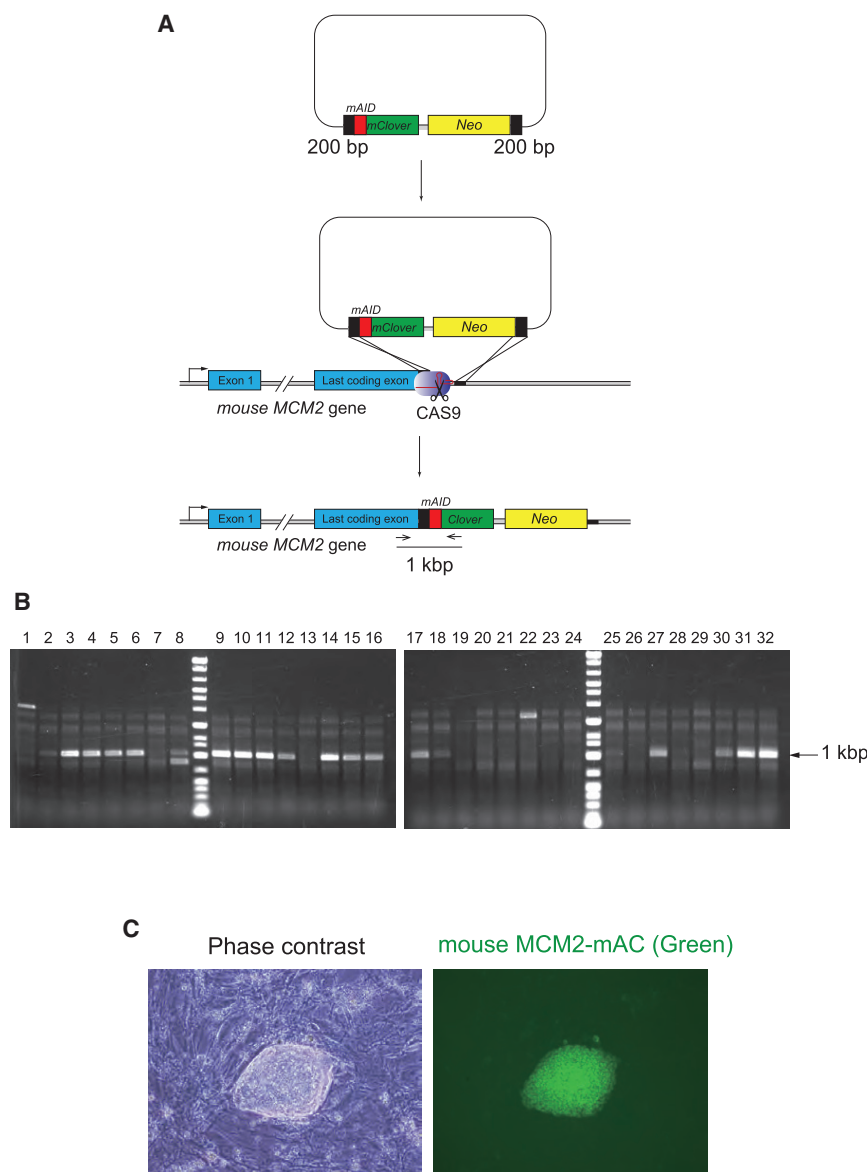 A
mAID
mClover
Neo
200 bp
200 bp
mAID
mClover
Neo
Exon 1
Last coding exon
mouse MCM2 gene
CAS9
mAID
Exon 1
Last coding exon
Clover
Neo
mouse MCM2 gene
1 kbp
B
1 2 3 4 5 6 7 8 9 10 11 12 13 14 15 16 17 18 19 20 21 22 23 24 25 26 27 28 29 30 31 32
1 kbp
C
Phase contrast
mouse MCM2-mAC (Green)